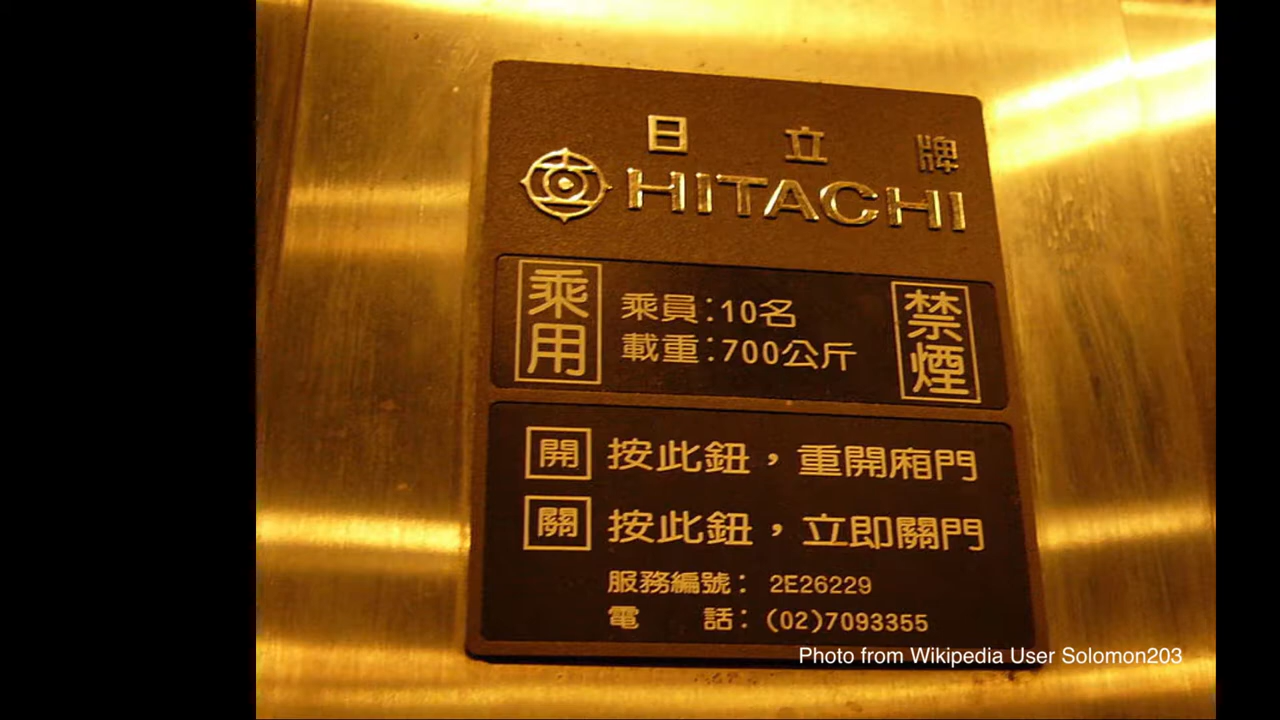 日立牌
HITACHI
乘用
乘員:10名
載重:700公斤
禁煙
開 按此鈕，重開廂門
關 按此鈕，立即關門
服務編號： 2E26229
電話：(02)7093355
Photo from Wikipedia User Solomon203